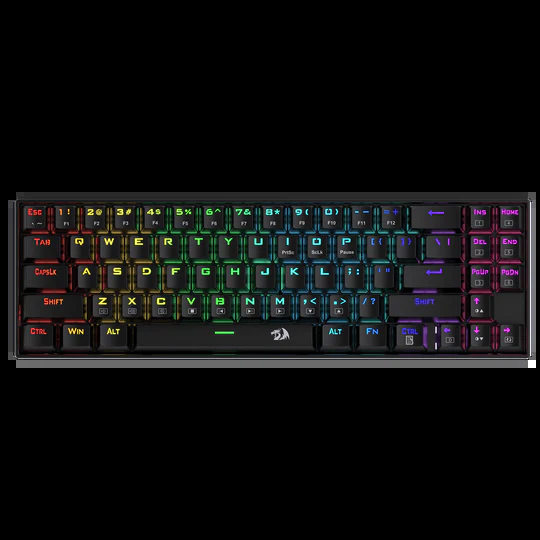 Esc 1! 2@ 3# 4$ 5% 6^ 7& 8* 9( 0) -- =+ ← Ins Home
F1 F2 F3 F4 F5 F6 F7 F8 F9 F10 F11 F12
Tab Q W E R T Y U I O P [{ ]} \| Del End
PrtSc ScLk Pause
CapsLk A S D F G H J K L ;: '" PgUp PgDn
Shift Z X C V B N M ,< .> /? Shift ↑
Ctrl Win Alt Alt Fn Ctrl ← ↓ →